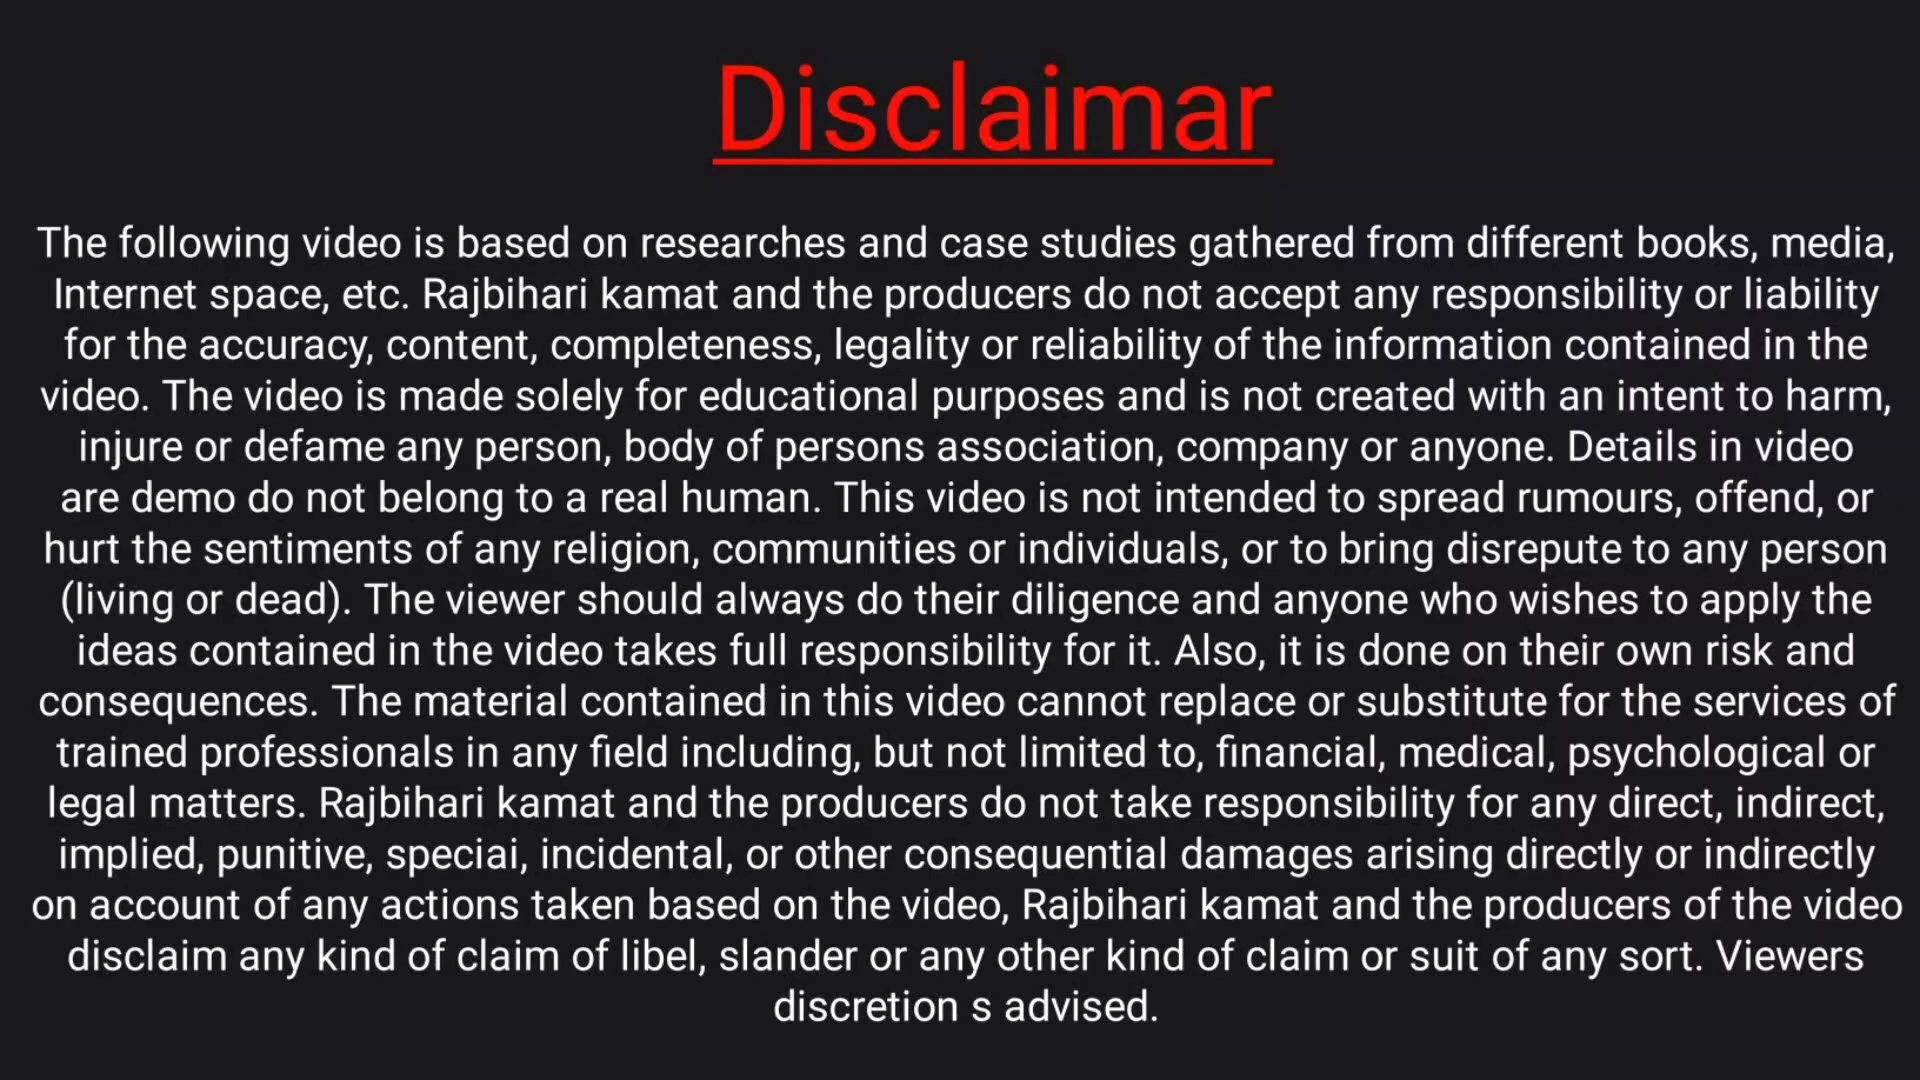 Disclaimar
The following video is based on researches and case studies gathered from different books, media,
Internet space, etc. Rajbihari kamat and the producers do not accept any responsibility or liability
for the accuracy, content, completeness, legality or reliability of the information contained in the
video. The video is made solely for educational purposes and is not created with an intent to harm,
injure or defame any person, body of persons association, company or anyone. Details in video
are demo do not belong to a real human. This video is not intended to spread rumours, offend, or
hurt the sentiments of any religion, communities or individuals, or to bring disrepute to any person
(living or dead). The viewer should always do their diligence and anyone who wishes to apply the
ideas contained in the video takes full responsibility for it. Also, it is done on their own risk and
consequences. The material contained in this video cannot replace or substitute for the services of
trained professionals in any field including, but not limited to, financial, medical, psychological or
legal matters. Rajbihari kamat and the producers do not take responsibility for any direct, indirect,
implied, punitive, speciai, incidental, or other consequential damages arising directly or indirectly
on account of any actions taken based on the video, Rajbihari kamat and the producers of the video
disclaim any kind of claim of libel, slander or any other kind of claim or suit of any sort. Viewers
discretion s advised.